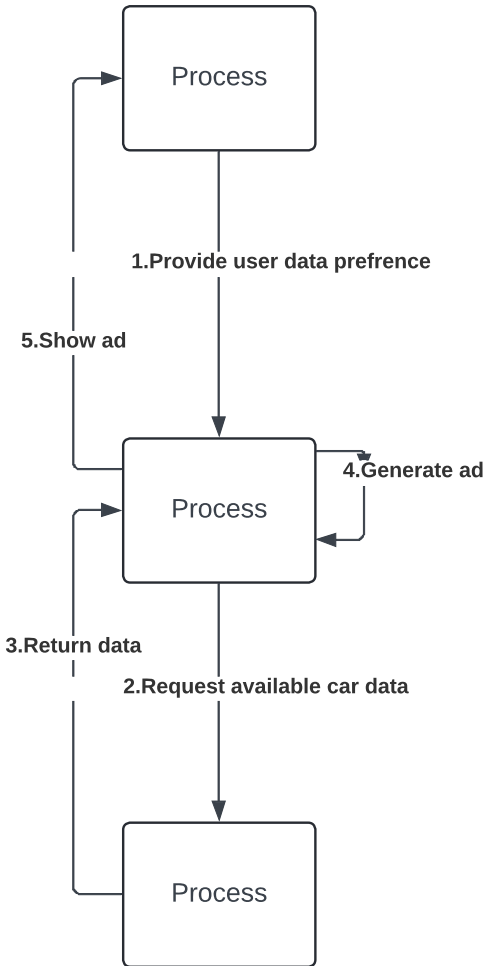 Process
1.Provide user data prefrence
5.Show ad
4.Generate ad
Process
3.Return data
2.Request available car data
Process